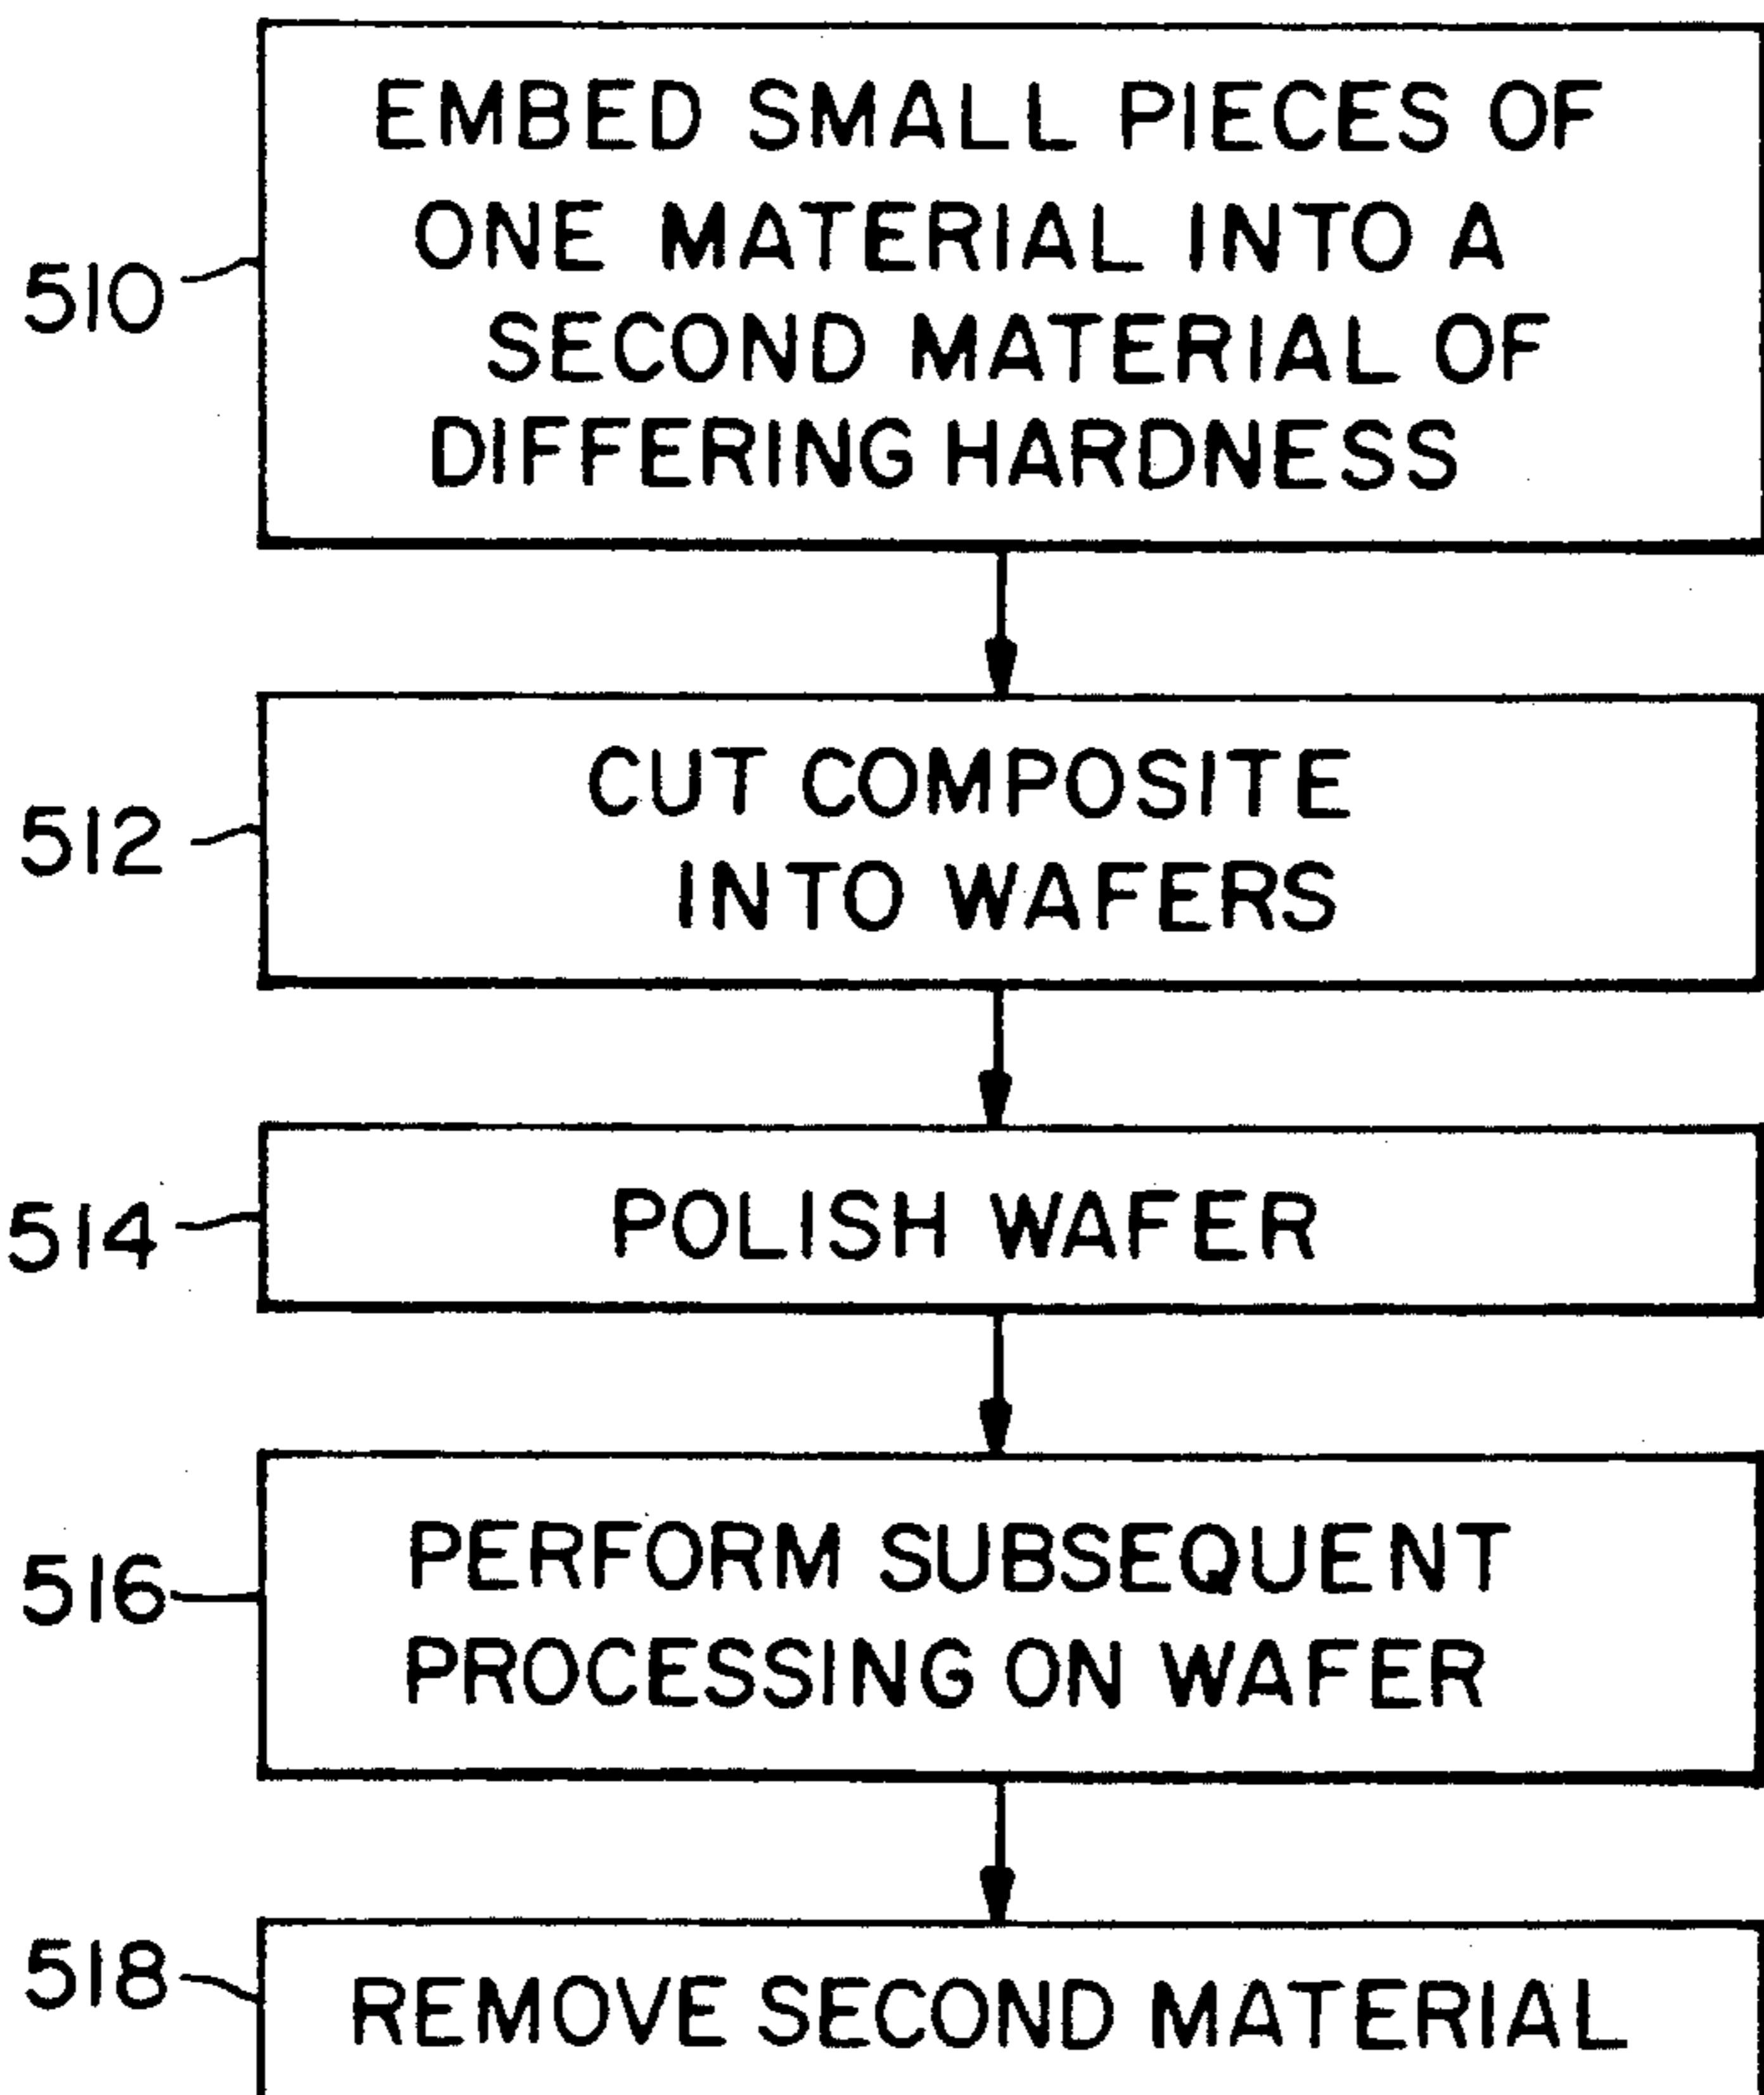 EMBED SMALL PIECES OF
ONE MATERIAL INTO A
SECOND MATERIAL OF
DIFFERING HARDNESS
510
CUT COMPOSITE
INTO WAFERS
512
POLISH WAFER
514
PERFORM SUBSEQUENT
PROCESSING ON WAFER
516
REMOVE SECOND MATERIAL
518